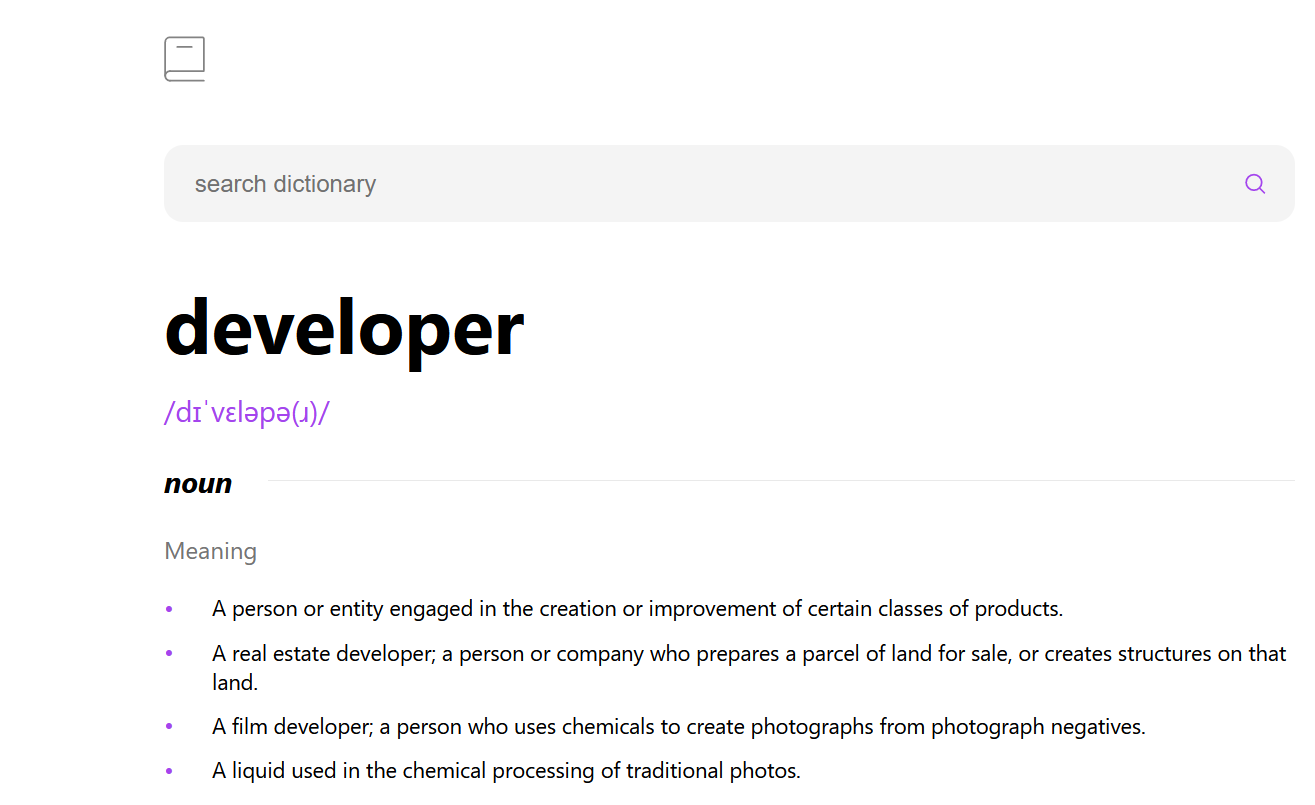 search dictionary
developer
/dɪˈvɛləpə(ɹ)/
noun
Meaning
• A person or entity engaged in the creation or improvement of certain classes of products.
• A real estate developer; a person or company who prepares a parcel of land for sale, or creates structures on that
land.
• A film developer; a person who uses chemicals to create photographs from photograph negatives.
• A liquid used in the chemical processing of traditional photos.